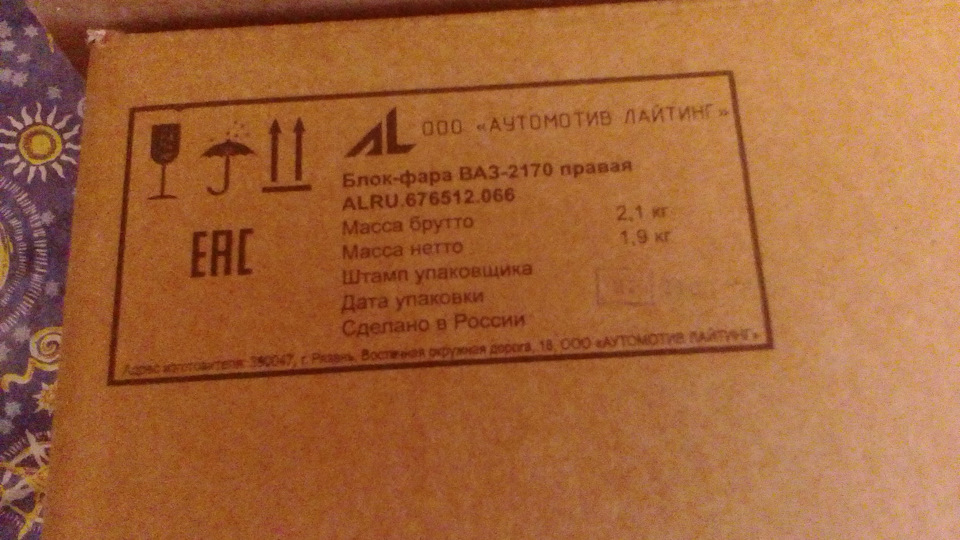 AL ООО «АУТОМОТИВ ЛАЙТИНГ»
Блок-фара ВАЗ-2170 правая
ALRU.676512.066
Масса брутто 2,1 кг
Масса нетто 1,9 кг
Штамп упаковщика
Дата упаковки
Сделано в России
ЕАС
Адрес изготовителя: 390047, г. Рязань, Восточная окружная дорога, 18, ООО «АУТОМОТИВ ЛАЙТИНГ»